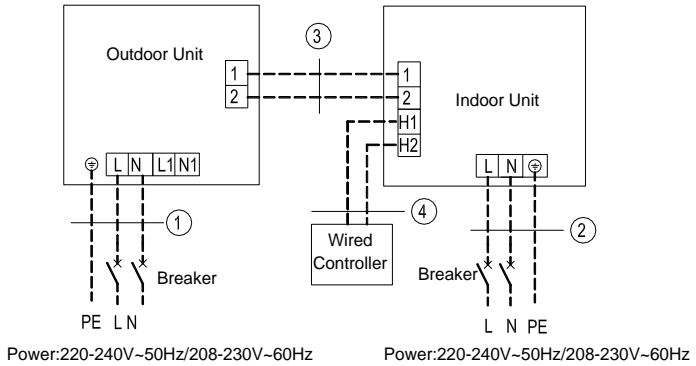 Outdoor Unit
1
2
⏚ L N L1 N1
①
Breaker
PE L N
Power:220-240V~50Hz/208-230V~60Hz
③
1
2
H1
H2
Indoor Unit
L N ⏚
④
Wired
Controller
②
Breaker
L N PE
Power:220-240V~50Hz/208-230V~60Hz